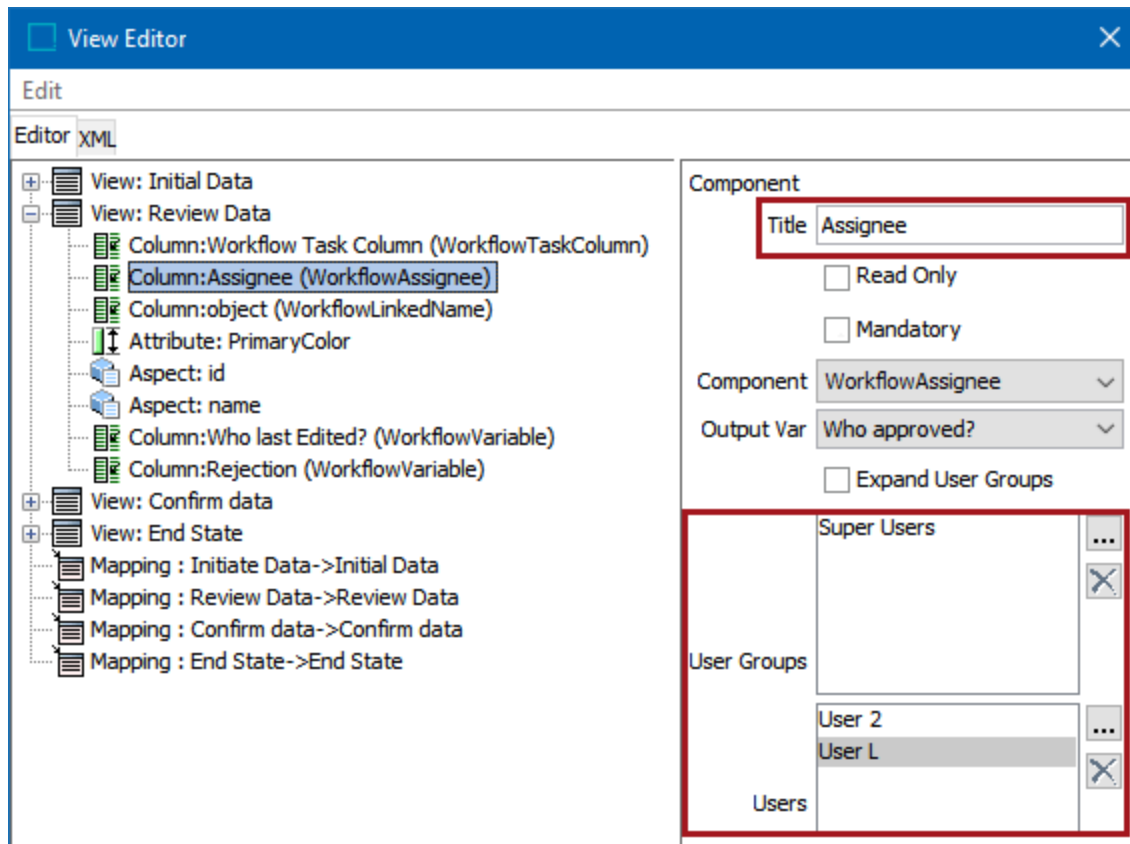 View Editor
Edit
Editor XML
View: Initial Data
View: Review Data
Column:Workflow Task Column (WorkflowTaskColumn)
Column:Assignee (WorkflowAssignee)
Column:object (WorkflowLinkedName)
Attribute: PrimaryColor
Aspect: id
Aspect: name
Column:Who last Edited? (WorkflowVariable)
Column:Rejection (WorkflowVariable)
View: Confirm data
View: End State
Mapping : Initiate Data->Initial Data
Mapping : Review Data->Review Data
Mapping : Confirm data->Confirm data
Mapping : End State->End State
Component
Title Assignee
Read Only
Mandatory
Component WorkflowAssignee
Output Var Who approved?
Expand User Groups
Super Users
...
User Groups
User 2
...
User L
Users